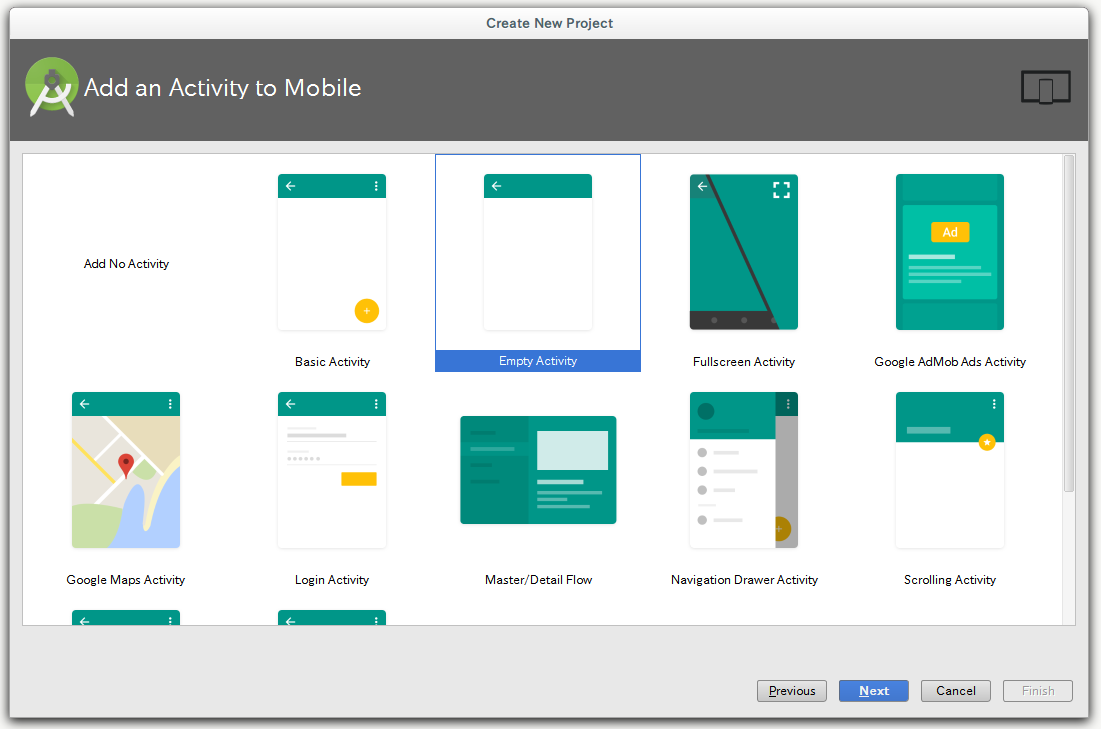 Create New Project
Add an Activity to Mobile
Ad
Add No Activity
Basic Activity
Empty Activity
Fullscreen Activity
Google AdMob Ads Activity
Google Maps Activity
Login Activity
Master/Detail Flow
Navigation Drawer Activity
Scrolling Activity
Previous
Next
Cancel
Finish